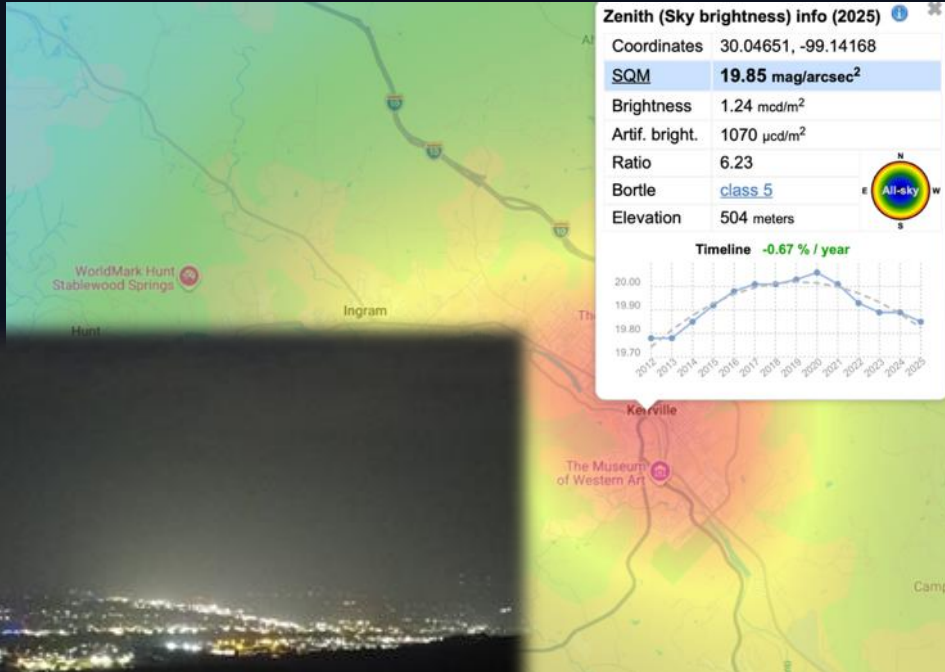 Zenith (Sky brightness) info (2025)
Coordinates 30.04651, -99.14168
SQM 19.85 mag/arcsec²
Brightness 1.24 mcd/m²
Artif. bright. 1070 μcd/m²
Ratio 6.23
Bortle class 5
Elevation 504 meters
N
E All-sky W
S
Timeline -0.67 % / year
20.00
19.90
19.80
19.70
2012 2013 2014 2015 2016 2017 2018 2019 2020 2021 2022 2023 2024 2025
10
10
10
WorldMark Hunt
Stablewood Springs
Ingram
Hunt
Kerrville
The Museum
of Western Art